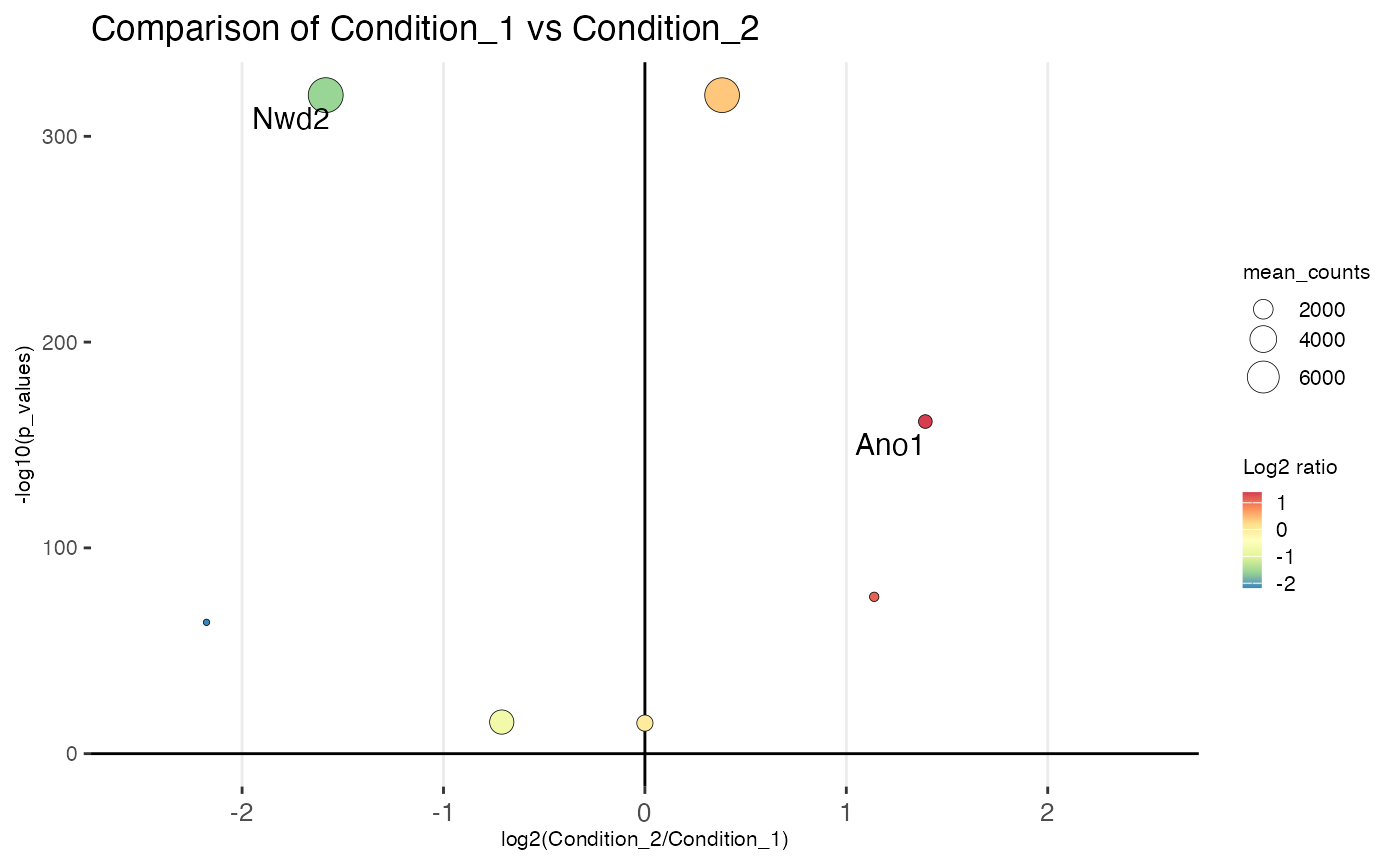 Comparison of Condition_1 vs Condition_2
Nwd2
Ano1
-log10(p_values)
300
200
100
0
-2
-1
0
1
2
log2(Condition_2/Condition_1)
mean_counts
2000
4000
6000
Log2 ratio
1
0
-1
-2